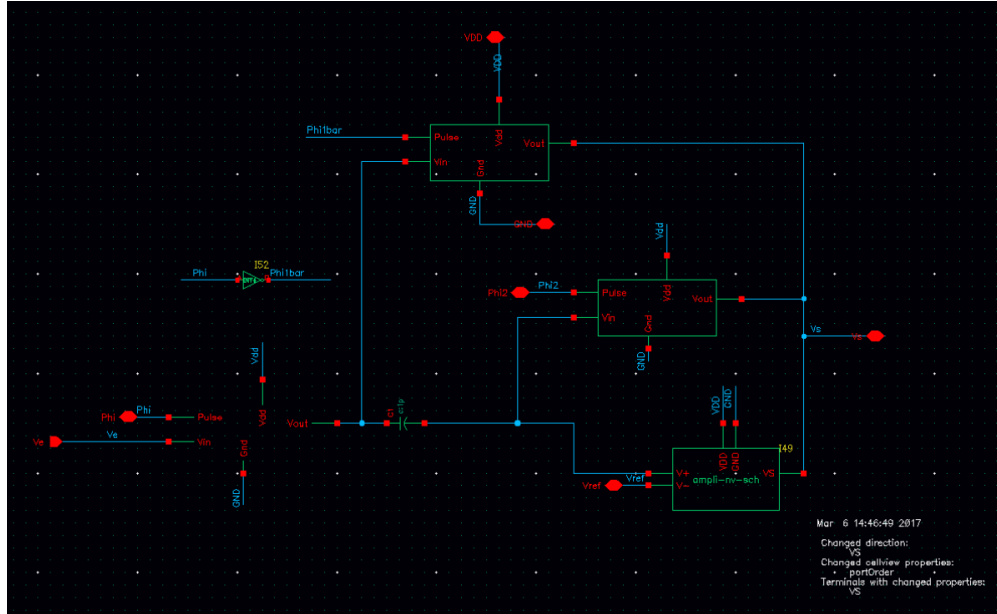 VDD
VDD
Phi1bar
Pulse
Vdd
Vout
Vin
Gnd
GND
GND
Vdd
I52
Phi
Phi1bar
Phi2
Phi2
Pulse
Vdd
Vout
Vin
Gnd
GND
Vs
Vs
Vdd
Phi
Phi
Pulse
Vdd
Vout
C1
c:1p
Ve
Ve
Vin
Gnd
GND
VDD
GND
I49
V+
VDD
GND
Vref
Vref
V-
ampli-nv-sch
Mar 6 14:46:49 2017
Changed direction:
VS
Changed cellview properties:
portOrder
Terminals with changed properties:
VS